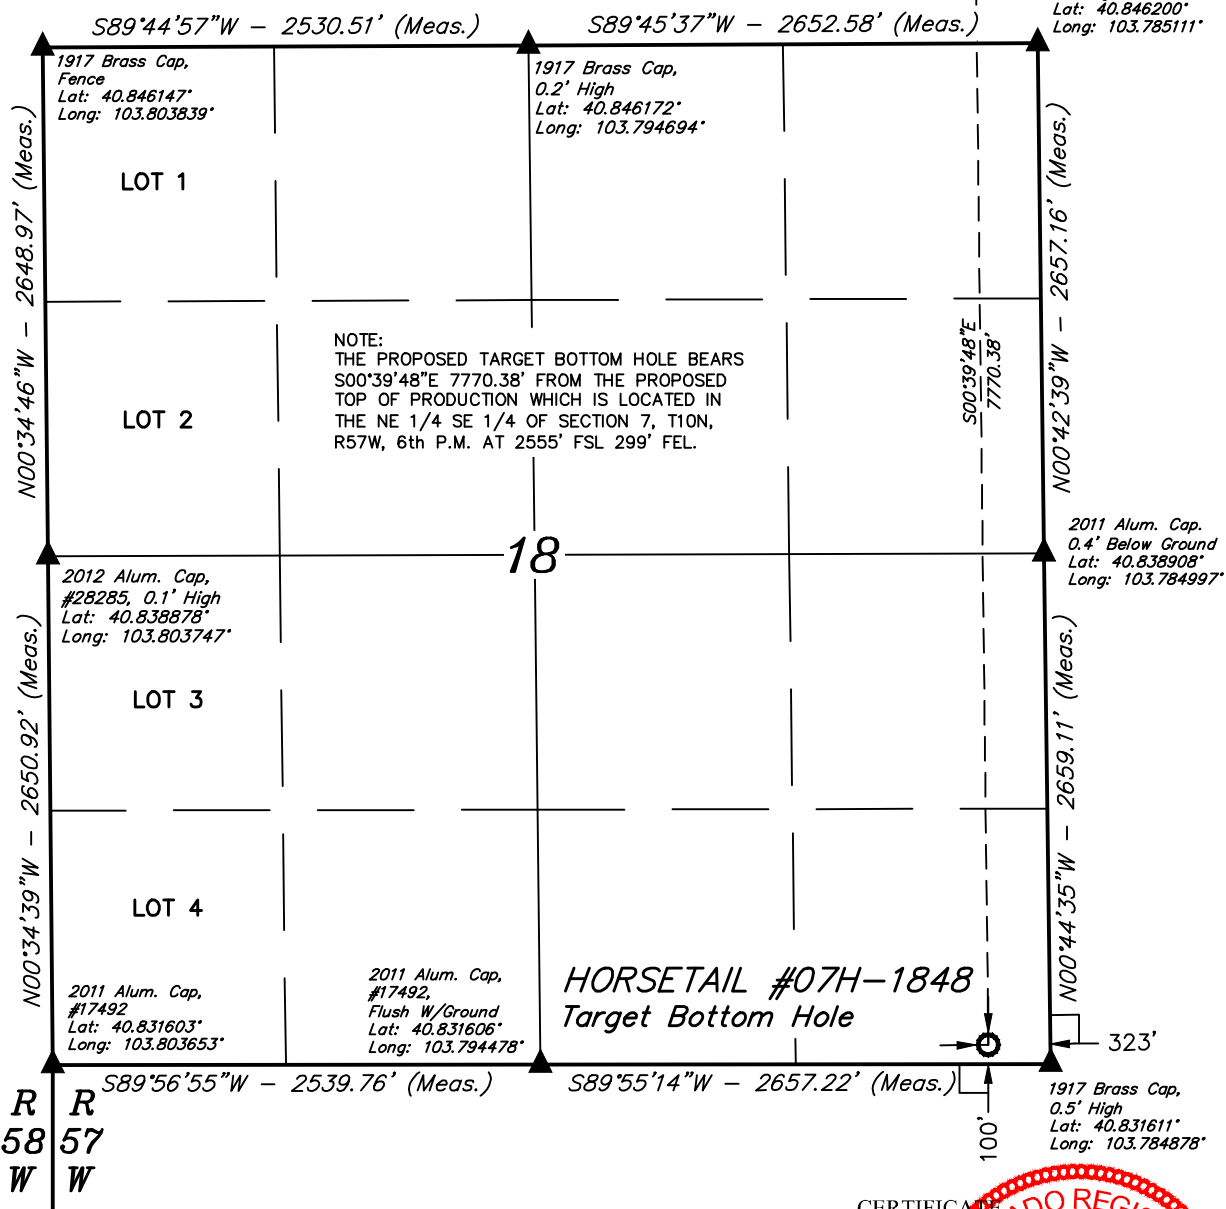 S89°44'57"W - 2530.51' (Meas.)
S89°45'37"W - 2652.58' (Meas.)
Lat: 40.846200°
Long: 103.785111°
1917 Brass Cap,
Fence
Lat: 40.846147°
Long: 103.803839°
1917 Brass Cap,
0.2' High
Lat: 40.846172°
Long: 103.794694°
N00°34'46"W - 2648.97' (Meas.)
LOT 1
N00°42'39"W - 2657.16' (Meas.)
NOTE:
THE PROPOSED TARGET BOTTOM HOLE BEARS
S00°39'48"E 7770.38' FROM THE PROPOSED
TOP OF PRODUCTION WHICH IS LOCATED IN
THE NE 1/4 SE 1/4 OF SECTION 7, T10N,
R57W, 6th P.M. AT 2555' FSL 299' FEL.
S00°39'48"E
7770.38'
LOT 2
18
2011 Alum. Cap.
0.4' Below Ground
Lat: 40.838908°
Long: 103.784997°
2012 Alum. Cap,
#28285, 0.1' High
Lat: 40.838878°
Long: 103.803747°
N00°34'39"W - 2650.92' (Meas.)
LOT 3
N00°44'35"W - 2659.11' (Meas.)
LOT 4
2011 Alum. Cap,
#17492
Lat: 40.831603°
Long: 103.803653°
2011 Alum. Cap,
#17492,
Flush W/Ground
Lat: 40.831606°
Long: 103.794478°
HORSETAIL #07H-1848
Target Bottom Hole
323'
S89°56'55"W - 2539.76' (Meas.)
S89°55'14"W - 2657.22' (Meas.)
100'
1917 Brass Cap,
0.5' High
Lat: 40.831611°
Long: 103.784878°
R R
58 57
W W
CERTIFICATE